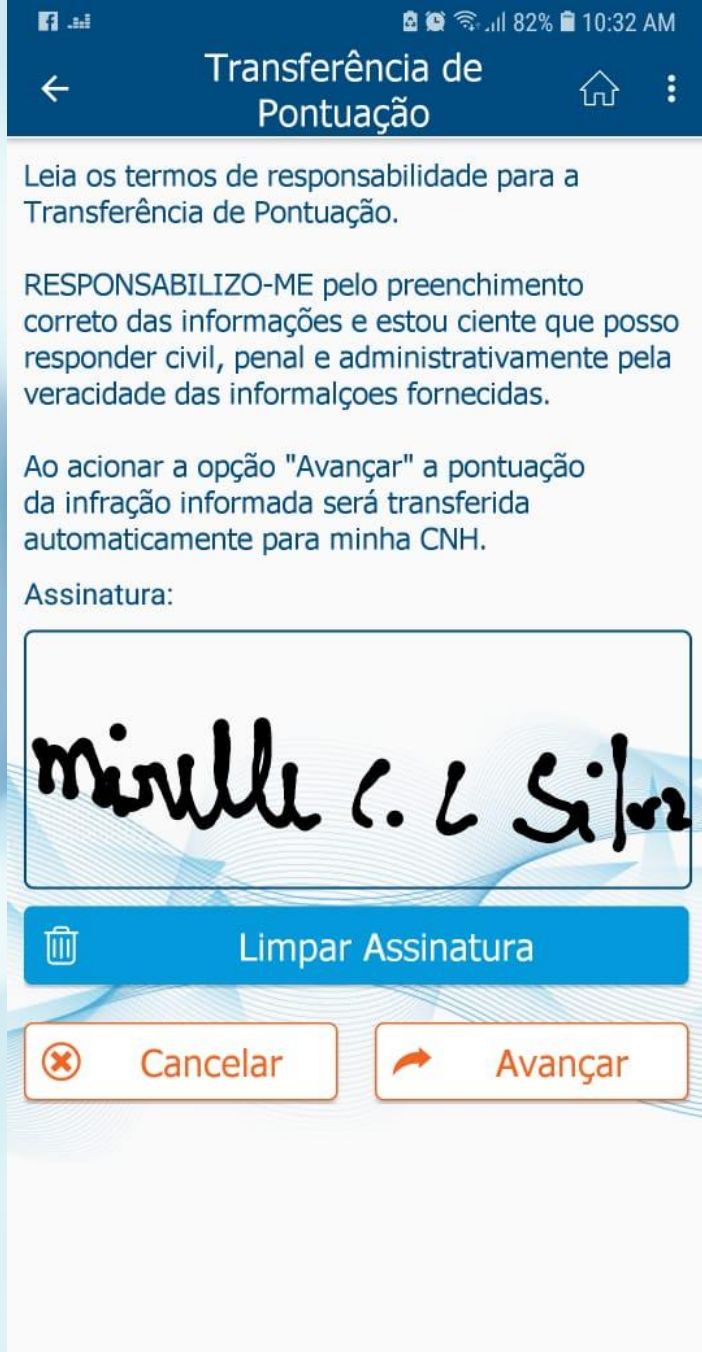 82% 10:32 AM
Transferência de
Pontuação
Leia os termos de responsabilidade para a
Transferência de Pontuação.
RESPONSABILIZO-ME pelo preenchimento
correto das informações e estou ciente que posso
responder civil, penal e administrativamente pela
veracidade das informalçoes fornecidas.
Ao acionar a opção "Avançar" a pontuação
da infração informada será transferida
automaticamente para minha CNH.
Assinatura:
Mirelle C. C Silva
Limpar Assinatura
Cancelar
Avançar